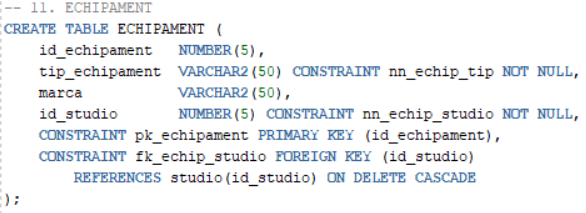 -- 11. ECHIPAMENT
CREATE TABLE ECHIPAMENT (
    id_echipament   NUMBER(5),
    tip_echipament  VARCHAR2(50) CONSTRAINT nn_echip_tip NOT NULL,
    marca           VARCHAR2(50),
    id_studio       NUMBER(5) CONSTRAINT nn_echip_studio NOT NULL,
    CONSTRAINT pk_echipament PRIMARY KEY (id_echipament),
    CONSTRAINT fk_echip_studio FOREIGN KEY (id_studio)
        REFERENCES studio(id_studio) ON DELETE CASCADE
);